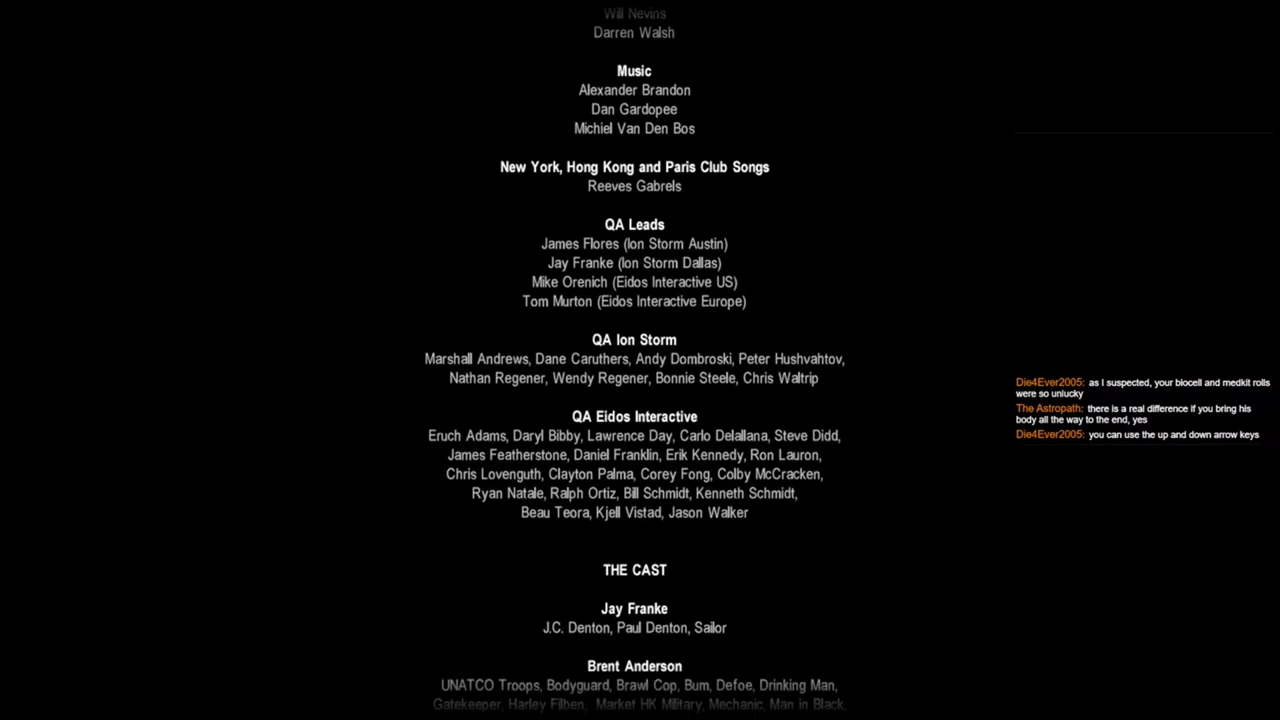 Will Nevins
Darren Walsh
Music
Alexander Brandon
Dan Gardopee
Michiel Van Den Bos
New York, Hong Kong and Paris Club Songs
Reeves Gabrels
QA Leads
James Flores (Ion Storm Austin)
Jay Franke (Ion Storm Dallas)
Mike Orenich (Eidos Interactive US)
Tom Murton (Eidos Interactive Europe)
QA Ion Storm
Marshall Andrews, Dane Caruthers, Andy Dombroski, Peter Hushvahtov,
Nathan Regener, Wendy Regener, Bonnie Steele, Chris Waltrip
QA Eidos Interactive
Eruch Adams, Daryl Bibby, Lawrence Day, Carlo Delallana, Steve Didd,
James Featherstone, Daniel Franklin, Erik Kennedy, Ron Lauron,
Chris Lovenguth, Clayton Palma, Corey Fong, Colby McCracken,
Ryan Natale, Ralph Ortiz, Bill Schmidt, Kenneth Schmidt,
Beau Teora, Kjell Vistad, Jason Walker
THE CAST
Jay Franke
J.C. Denton, Paul Denton, Sailor
Brent Anderson
UNATCO Troops, Bodyguard, Brawl Cop, Bum, Defoe, Drinking Man,
Gatekeeper, Harley Filben, Market HK Military, Mechanic, Man in Black,
Die4Ever2005: as I suspected, your biocell and medkit rolls
were so unlucky
The Astropath: there is a real difference if you bring his
body all the way to the end, yes
Die4Ever2005: you can use the up and down arrow keys